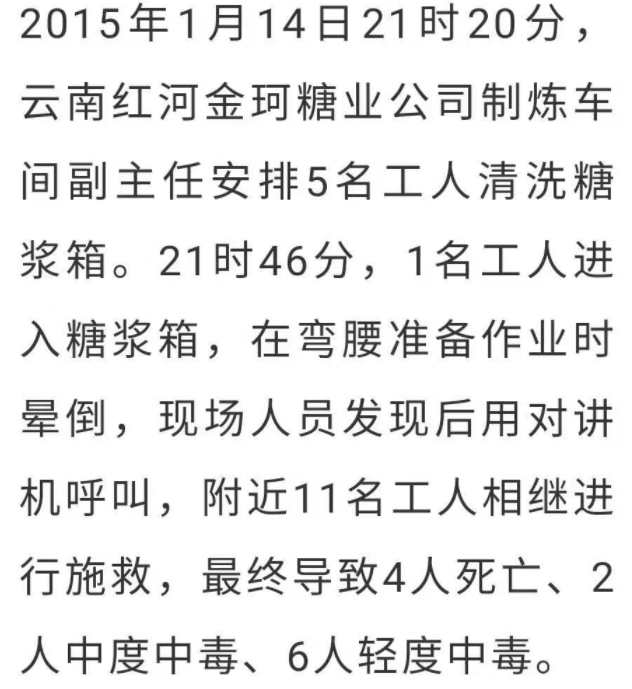 2015年1月14日21时20分，
云南红河金珂糖业公司制炼车
间副主任安排5名工人清洗糖
浆箱。21时46分，1名工人进
入糖浆箱，在弯腰准备作业时
晕倒，现场人员发现后用对讲
机呼叫，附近11名工人相继进
行施救，最终导致4人死亡、2
人中度中毒、6人轻度中毒。